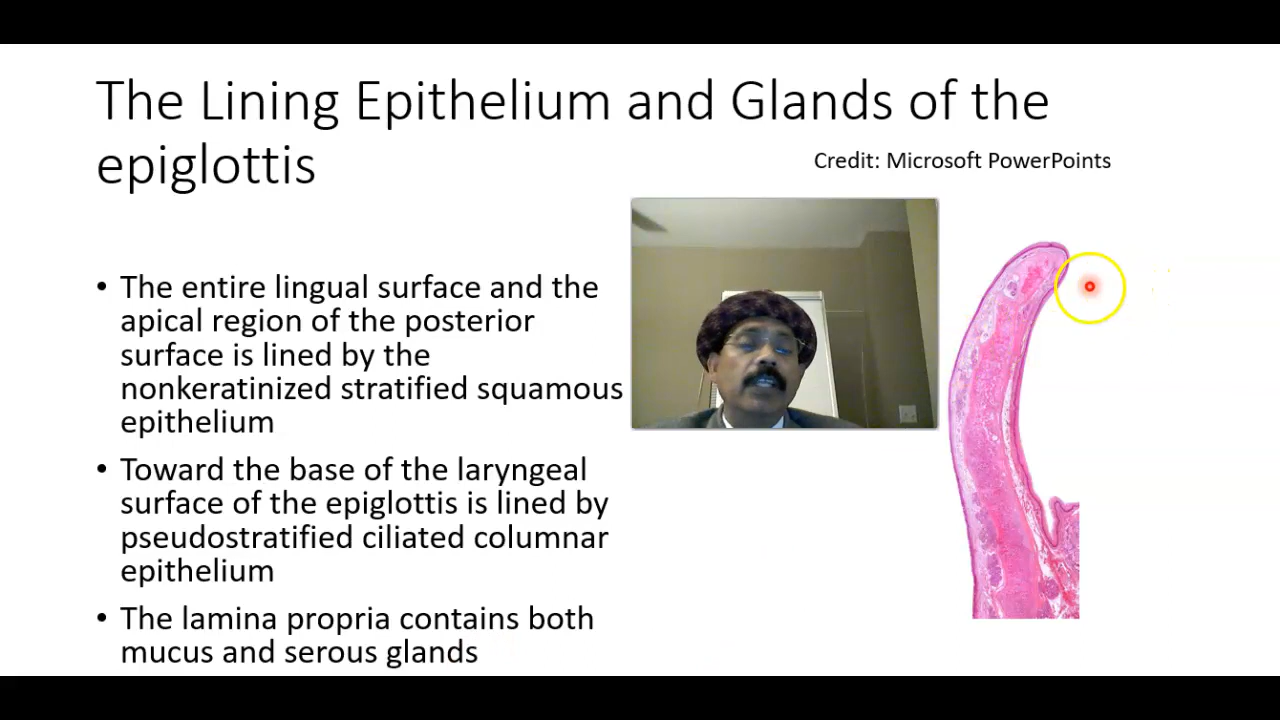 The Lining Epithelium and Glands of the
epiglottis
Credit: Microsoft PowerPoints
• The entire lingual surface and the
apical region of the posterior
surface is lined by the
nonkeratinized stratified squamous
epithelium
• Toward the base of the laryngeal
surface of the epiglottis is lined by
pseudostratified ciliated columnar
epithelium
• The lamina propria contains both
mucus and serous glands